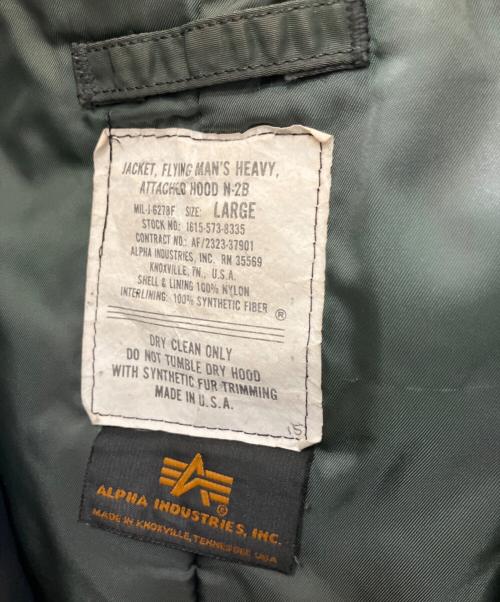 JACKET, FLYING MAN'S HEAVY,
ATTACHED HOOD N-2B
MIL-J-6278F SIZE: LARGE
STOCK NO.: 1615-573-8335
CONTRACT NO.: AF/2323-37901
ALPHA INDUSTRIES, INC. RN 35569
KNOXVILLE, TN., U.S.A.
SHELL & LINING 100% NYLON
INTERLINING: 100% SYNTHETIC FIBER ®
DRY CLEAN ONLY
DO NOT TUMBLE DRY HOOD
WITH SYNTHETIC FUR TRIMMING
MADE IN U.S.A.
15
®
ALPHA INDUSTRIES, INC.
MADE IN KNOXVILLE, TENNESSEE USA